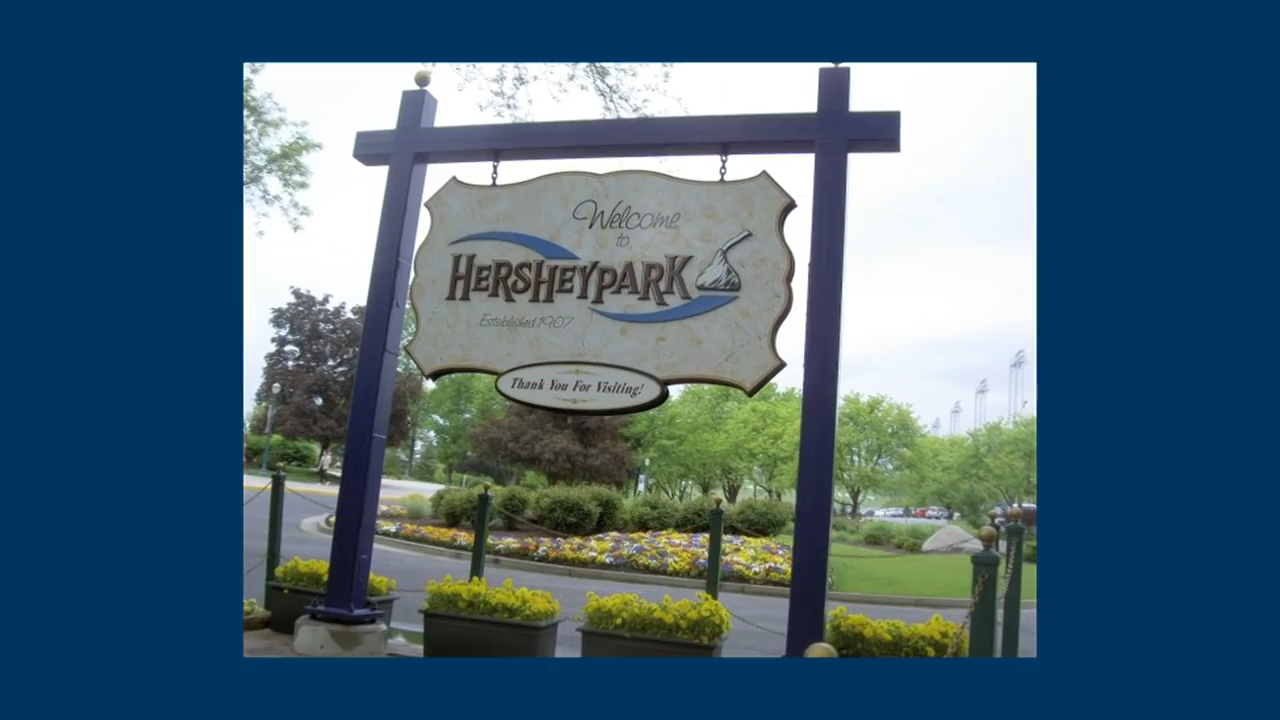 Welcome
to
HERSHEYPARK
Established 1907
Thank You For Visiting!